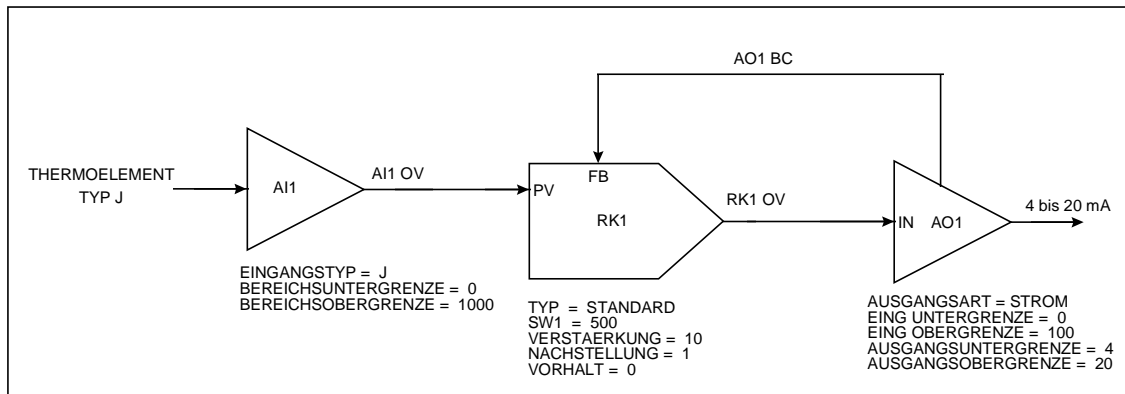 AO1 BC
THERMOELEMENT
TYP J
AI1
AI1 OV
PV
FB
RK1
RK1 OV
IN
AO1
4 bis 20 mA
EINGANGSTYP = J
BEREICHSUNTERGRENZE = 0
BEREICHSOBERGRENZE = 1000
TYP = STANDARD
SW1 = 500
VERSTAERKUNG = 10
NACHSTELLUNG = 1
VORHALT = 0
AUSGANGSART = STROM
EING UNTERGRENZE = 0
EING OBERGRENZE = 100
AUSGANGSUNTERGRENZE = 4
AUSGANGSOBERGRENZE = 20